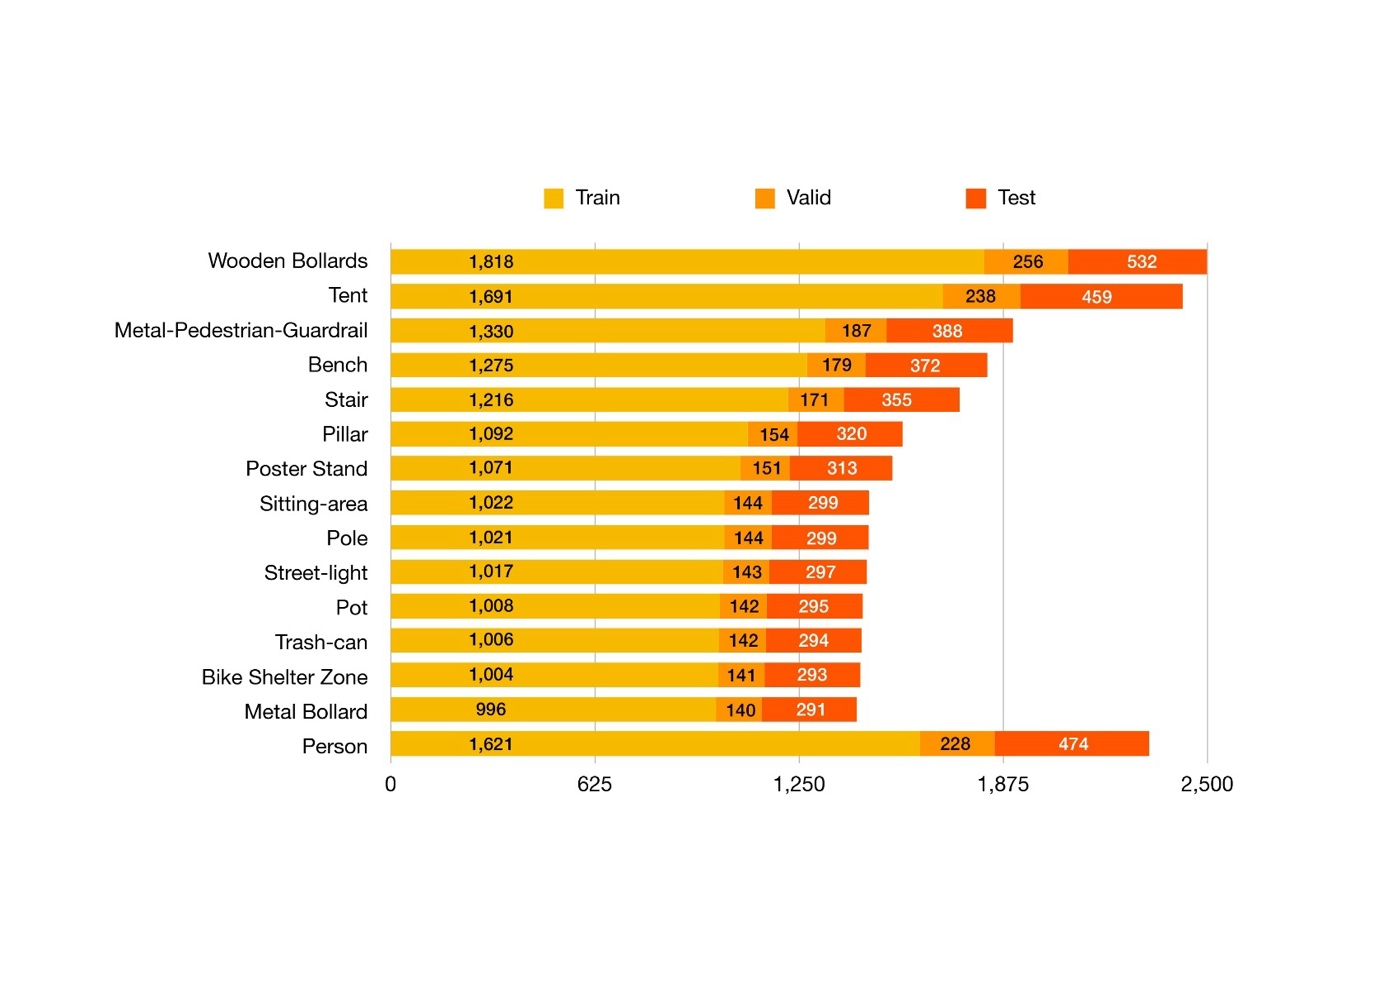 Train Valid Test
Wooden Bollards 1,818 256 532
Tent 1,691 238 459
Metal-Pedestrian-Guardrail 1,330 187 388
Bench 1,275 179 372
Stair 1,216 171 355
Pillar 1,092 154 320
Poster Stand 1,071 151 313
Sitting-area 1,022 144 299
Pole 1,021 144 299
Street-light 1,017 143 297
Pot 1,008 142 295
Trash-can 1,006 142 294
Bike Shelter Zone 1,004 141 293
Metal Bollard 996 140 291
Person 1,621 228 474
0 625 1,250 1,875 2,500